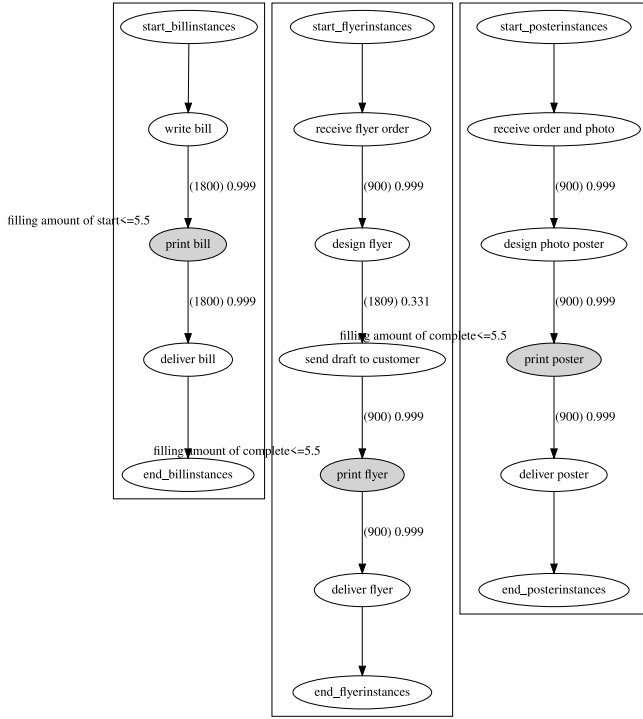 start_billinstances
write bill
(1800) 0.999
filling amount of start<=5.5
print bill
(1800) 0.999
deliver bill
end_billinstances
start_flyerinstances
receive flyer order
(900) 0.999
design flyer
(1809) 0.331
send draft to customer
(900) 0.999
filling amount of complete<=5.5
print flyer
(900) 0.999
deliver flyer
end_flyerinstances
start_posterinstances
receive order and photo
(900) 0.999
design photo poster
(900) 0.999
filling amount of complete<=5.5
print poster
(900) 0.999
deliver poster
end_posterinstances